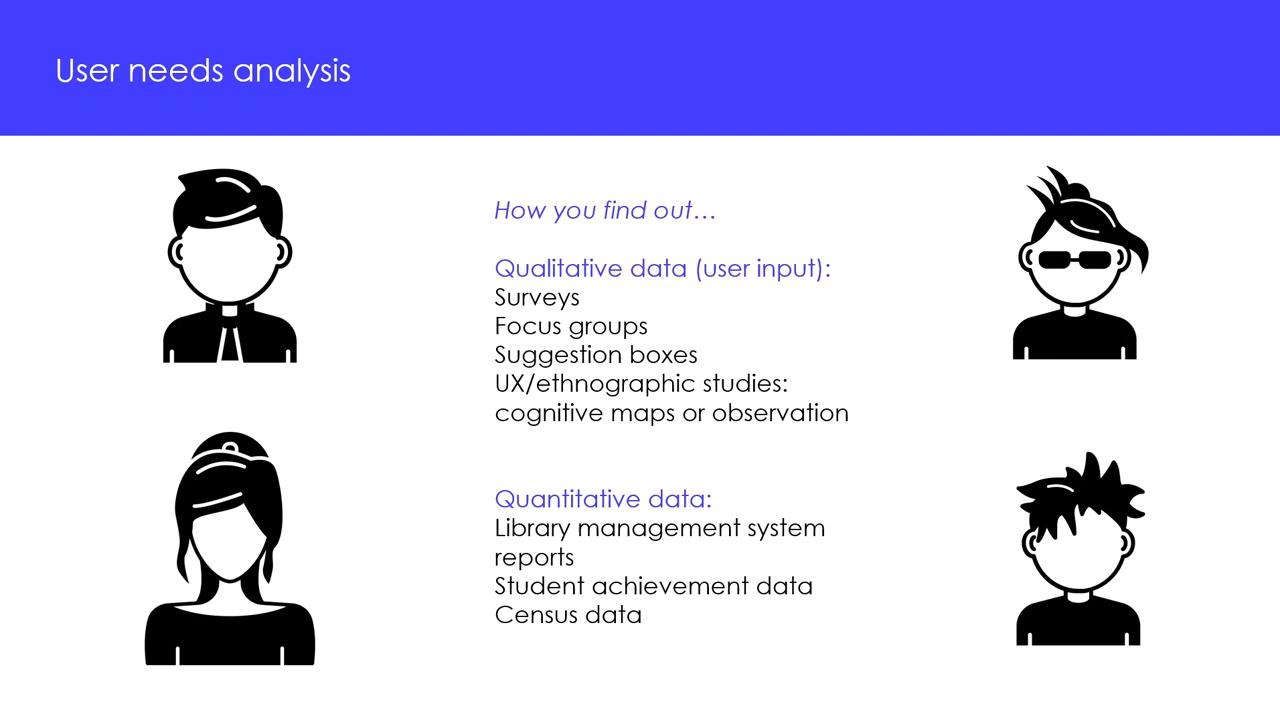 User needs analysis
How you find out…
Qualitative data (user input):
Surveys
Focus groups
Suggestion boxes
UX/ethnographic studies:
cognitive maps or observation
Quantitative data:
Library management system
reports
Student achievement data
Census data